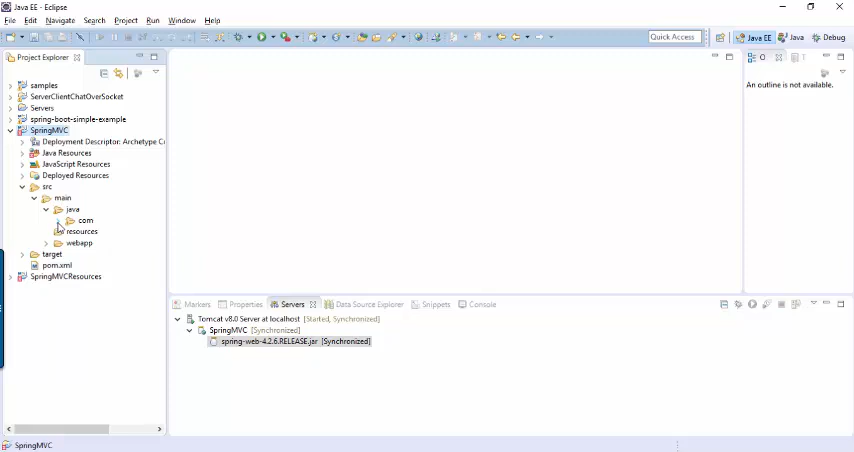 Java EE - Eclipse
File Edit Navigate Search Project Run Window Help
Quick Access Java EE Java Debug
Project Explorer
samples
ServerClientChatOverSocket
Servers
spring-boot-simple-example
SpringMVC
Deployment Descriptor: Archetype Cr
Java Resources
JavaScript Resources
Deployed Resources
src
main
java
com
resources
webapp
target
pom.xml
SpringMVCResources
O
An outline is not available.
Markers Properties Servers Data Source Explorer Snippets Console
Tomcat v8.0 Server at localhost [Started, Synchronized]
SpringMVC [Synchronized]
spring-web-4.2.6.RELEASE.jar [Synchronized]
SpringMVC